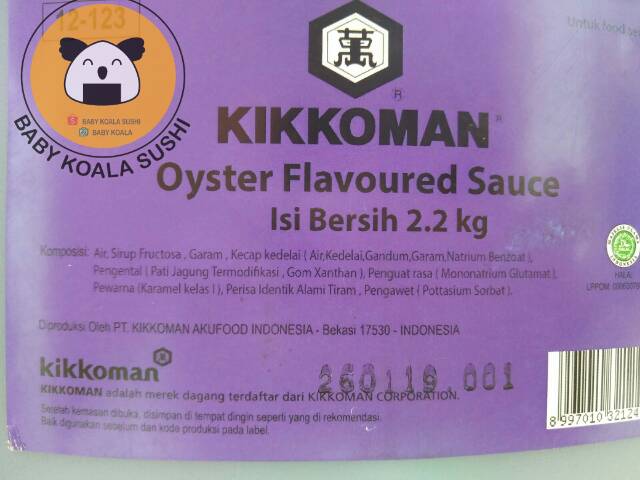 12-123
BABY KOALA SUSHI
BABY KOALA
BABY KOALA SUSHI
萬
®
Untuk food
KIKKOMAN®
Oyster Flavoured Sauce
Isi Bersih 2.2 kg
Komposisi: Air, Sirup Fructosa, Garam, Kecap kedelai ( Air,Kedelai,Gandum,Garam,Natrium Benzoat ),
Pengental ( Pati Jagung Termodifikasi, Gom Xanthan ), Penguat rasa ( Mononatrium Glutamat ),
Pewarna (Karamel kelas I ), Perisa Identik Alami Tiram, Pengawet ( Pottasium Sorbat ).
HALAL
Diproduksi Oleh PT. KIKKOMAN AKUFOOD INDONESIA - Bekasi 17530 - INDONESIA
kikkoman
260119.001
KIKKOMAN adalah merek dagang terdaftar dari KIKKOMAN CORPORATION.
Setelah kemasan dibuka, disimpan di tempat dingin seperti yang di rekomendasi.
Baik digunakan sebelum dan kode produksi pada label.
8 997010 32124